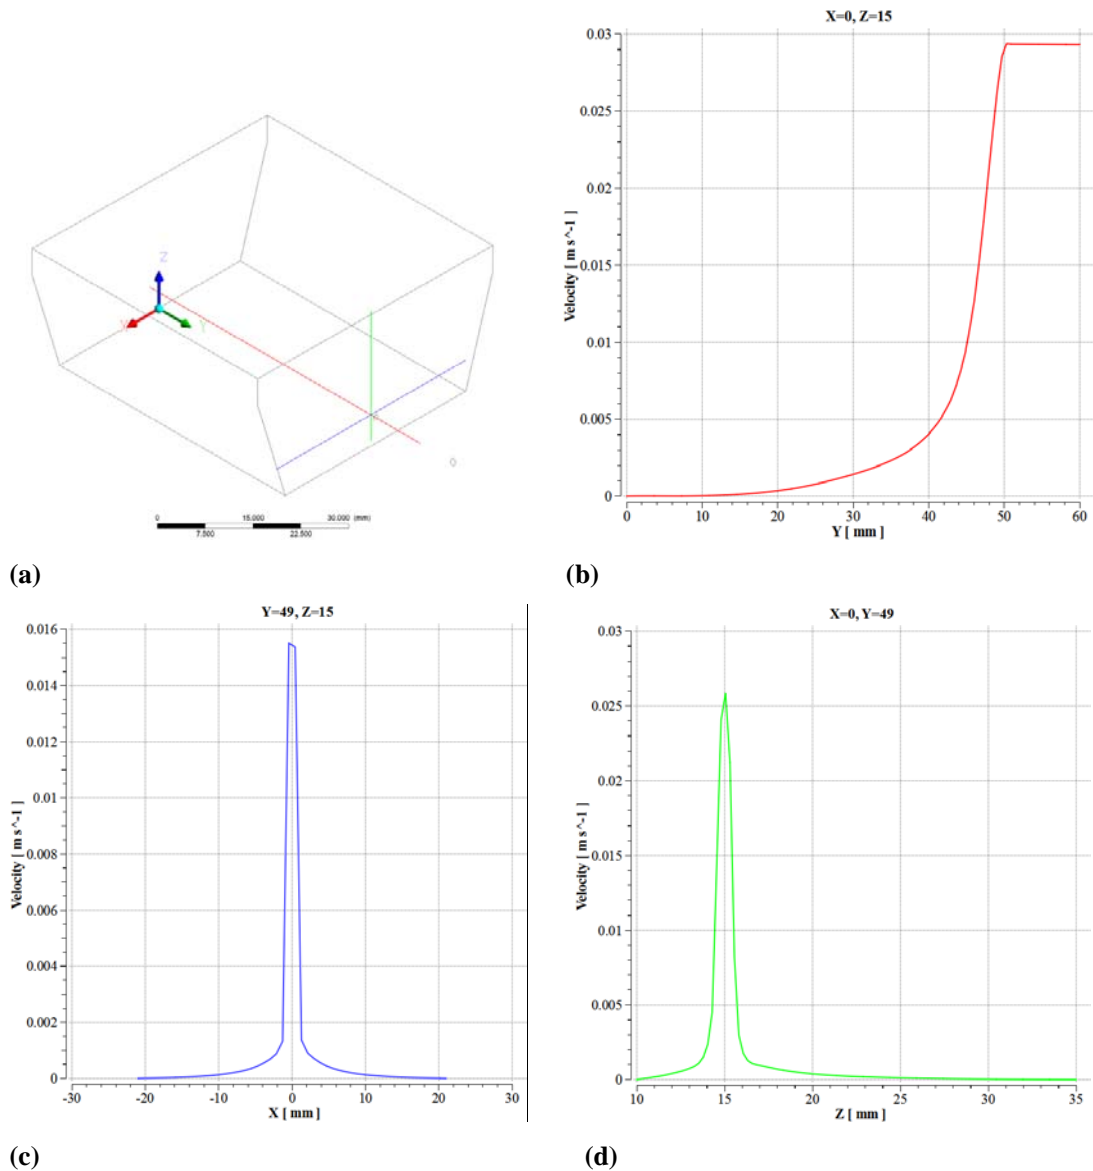 X=0, Z=15
Velocity [ m s^-1 ]
0.03
0.025
0.02
0.015
0.01
0.005
0
0 10 20 30 40 50 60
Y [ mm ]
Z
X
Y
0
0 15.000 30.000 (mm)
7.500 22.500
(a)
(b)
Y=49, Z=15
Velocity [ m s^-1 ]
0.016
0.014
0.012
0.01
0.008
0.006
0.004
0.002
0
-30 -20 -10 0 10 20 30
X [ mm ]
X=0, Y=49
Velocity [ m s^-1 ]
0.03
0.025
0.02
0.015
0.01
0.005
0
10 15 20 25 30 35
Z [ mm ]
(c)
(d)